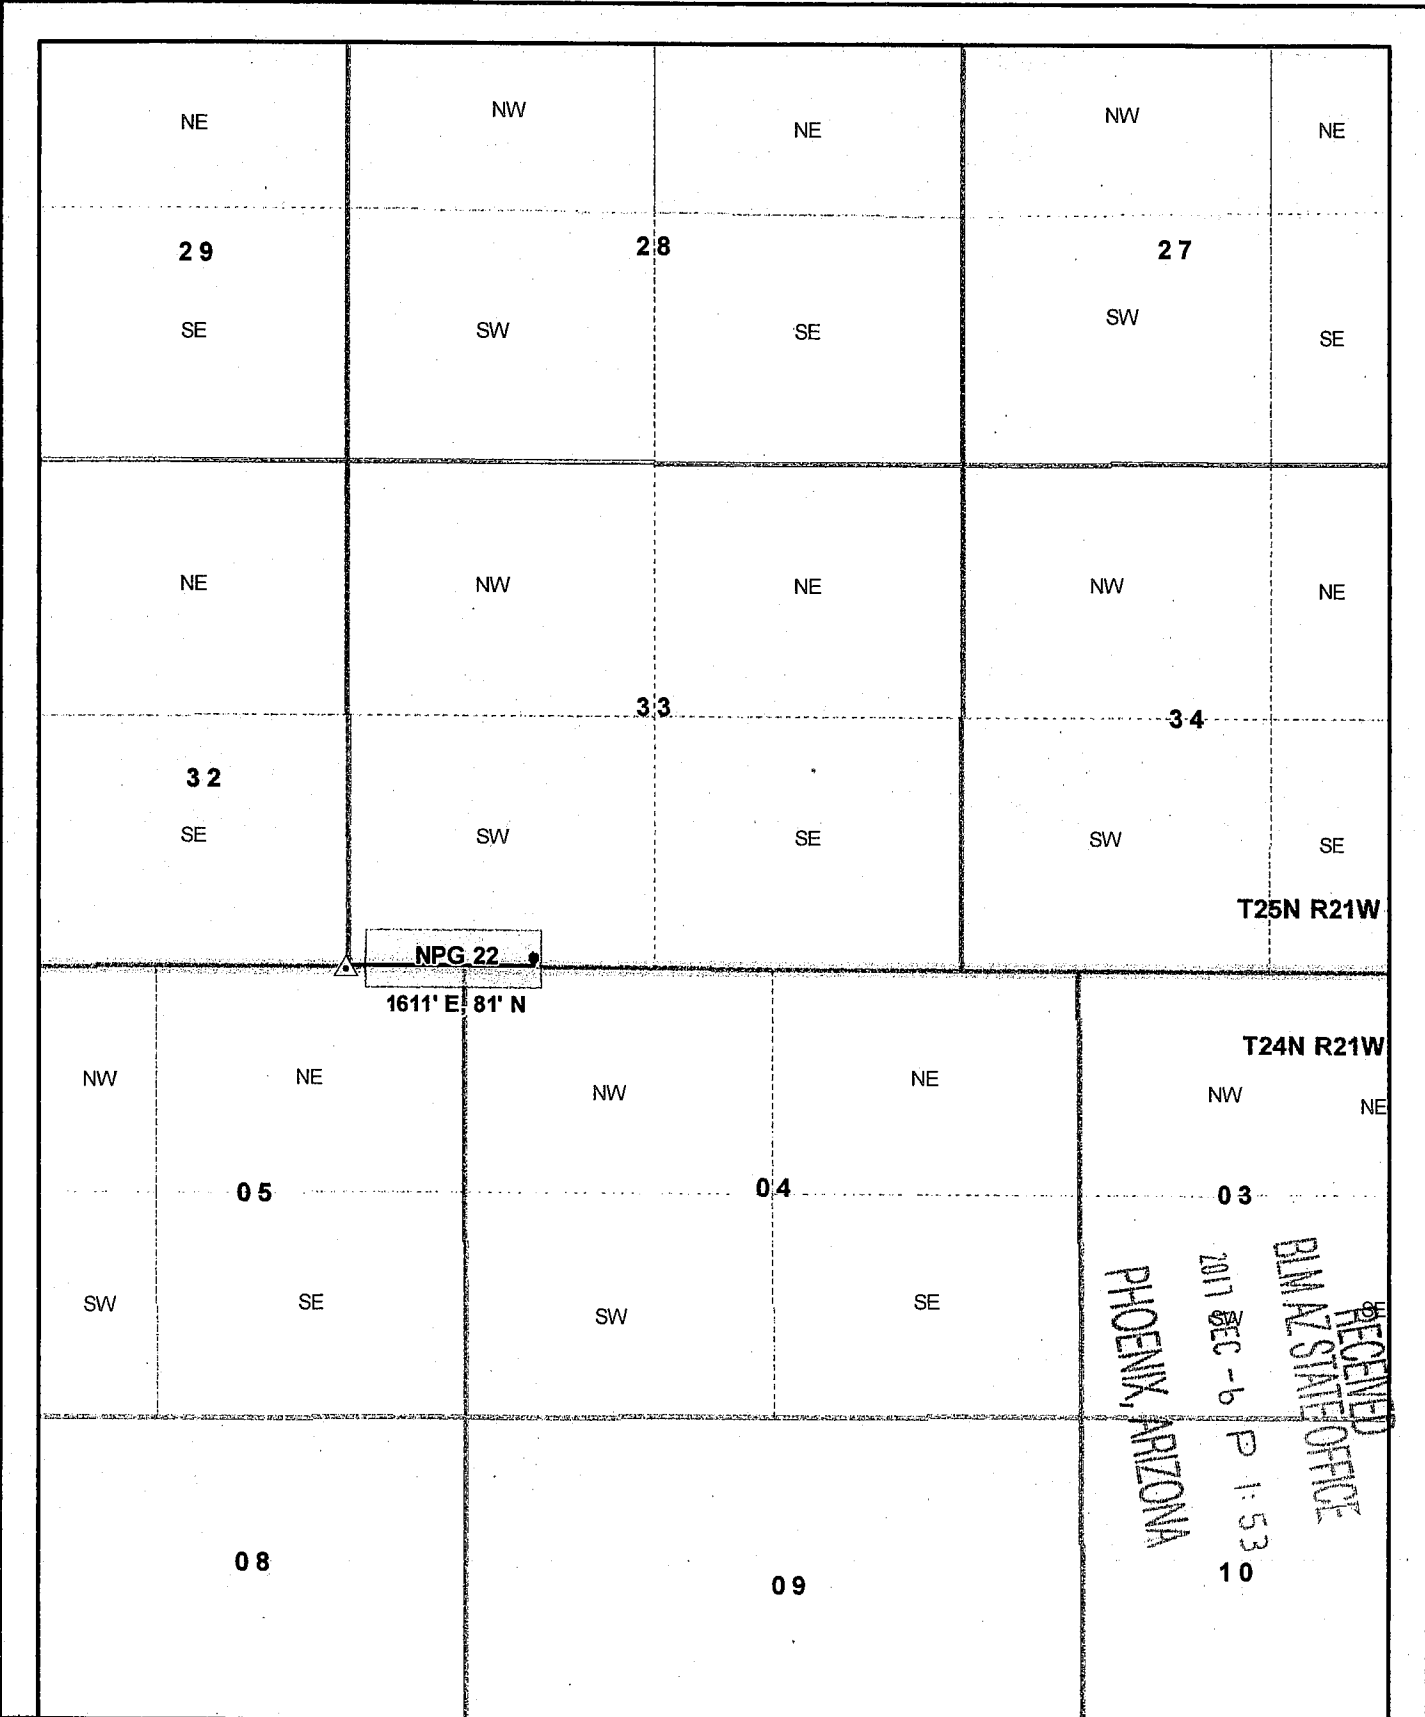 NE NW NE NW NE
29 28 27
SE SW SE SW SE
NE NW NE NW NE
33 34
32
SE SW SE SW SE
T25N R21W
NPG 22
1611' E, 81' N
T24N R21W
NW NE NW NE NW NE
05 04 03
SW SE SW SE SW SE
RECEIVED
BLM AZ STATE OFFICE
2017 DEC -6 P 1:53
PHOENIX, ARIZONA
08 09 10